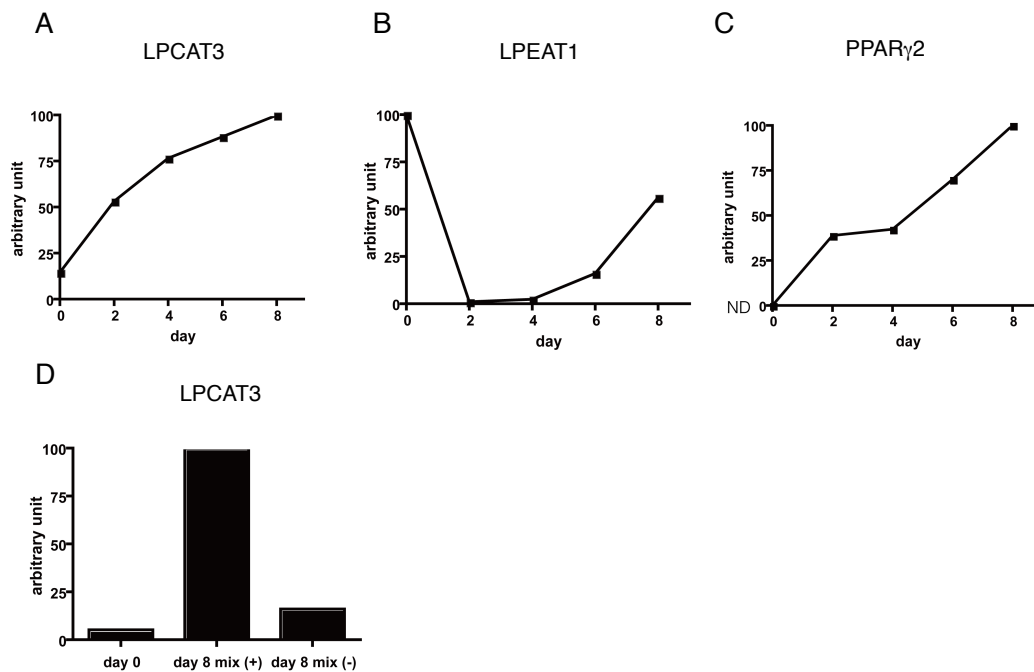 A
LPCAT3
100
75
50
25
0
arbitrary unit
0 2 4 6 8
day
B
LPEAT1
100
75
50
25
0
arbitrary unit
0 2 4 6 8
day
C
PPARγ2
100
75
50
25
ND 0
arbitrary unit
0 2 4 6 8
day
D
LPCAT3
100
75
50
25
0
arbitrary unit
day 0 day 8 mix (+) day 8 mix (-)